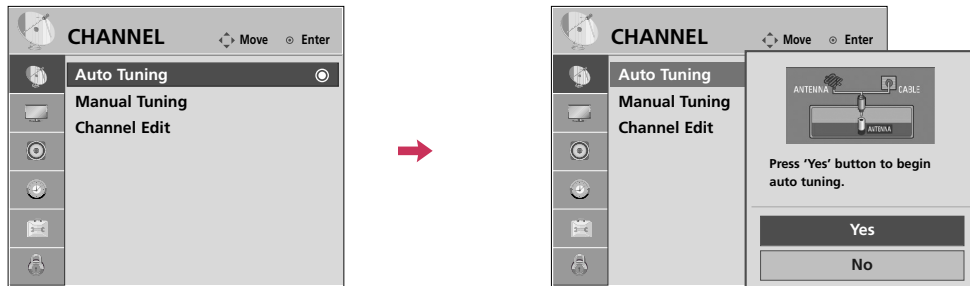 CHANNEL Move Enter
Auto Tuning
Manual Tuning
Channel Edit
CHANNEL Move Enter
Auto Tuning
Manual Tuning
Channel Edit
ANTENNA CABLE
ANTENNA
Press 'Yes' button to begin
auto tuning.
Yes
No